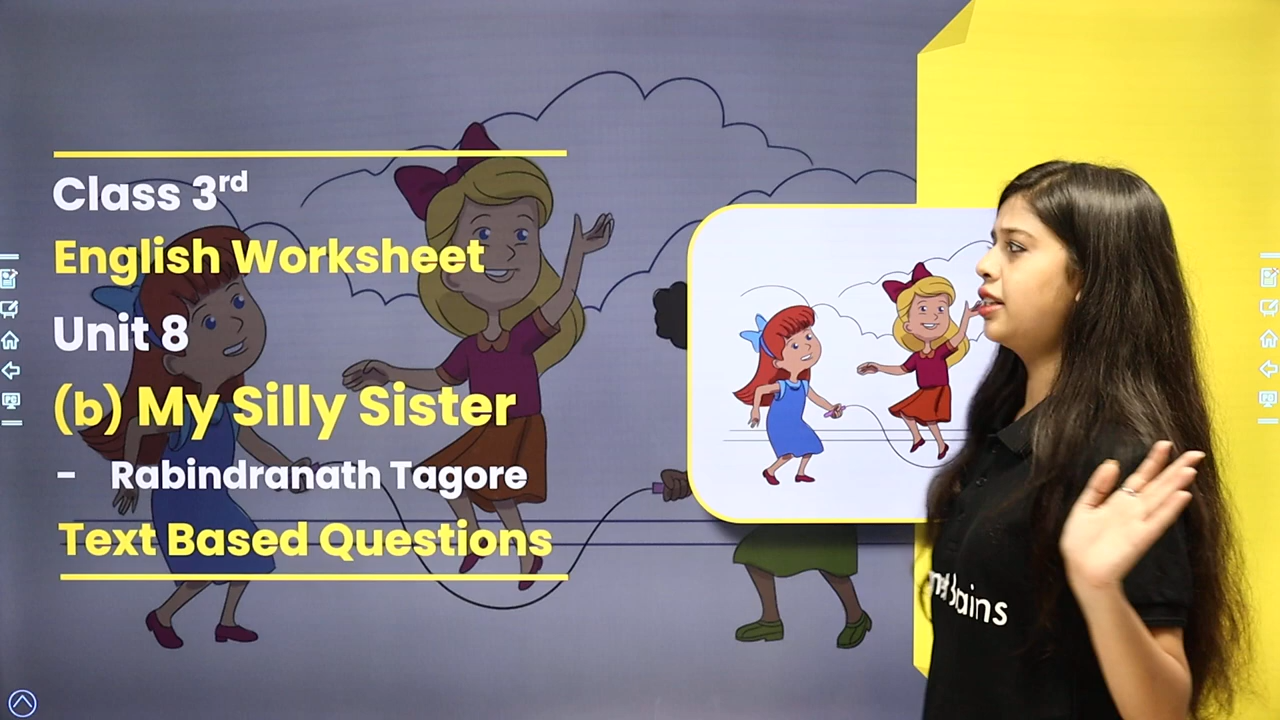 Class 3rd
English Worksheet
Unit 8
(b) My Silly Sister
- Rabindranath Tagore
Text Based Questions